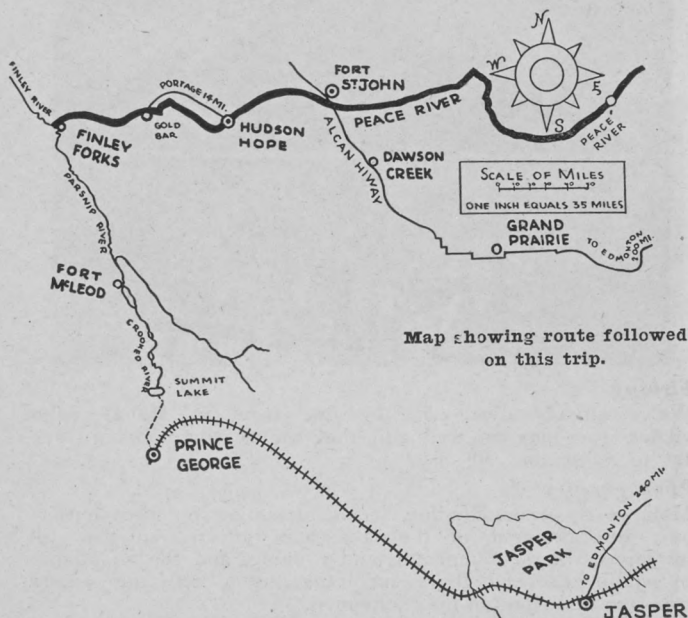 N
W
E
S
FINLEY RIVER
PORTAGE 14 MI.
FORT
ST JOHN
FINLEY
FORKS
GOLD
BAR
HUDSON
HOPE
PEACE RIVER
PEACE
RIVER
ALCAN HIWAY
DAWSON
CREEK
SCALE OF MILES
ONE INCH EQUALS 35 MILES
GRAND
PRAIRIE
TO EDMONTON
200 MI.
PARSNIP RIVER
FORT
McLEOD
CROOKED RIVER
SUMMIT
LAKE
Map showing route followed
on this trip.
PRINCE
GEORGE
JASPER
PARK
TO EDMONTON 240 MI.
JASPER